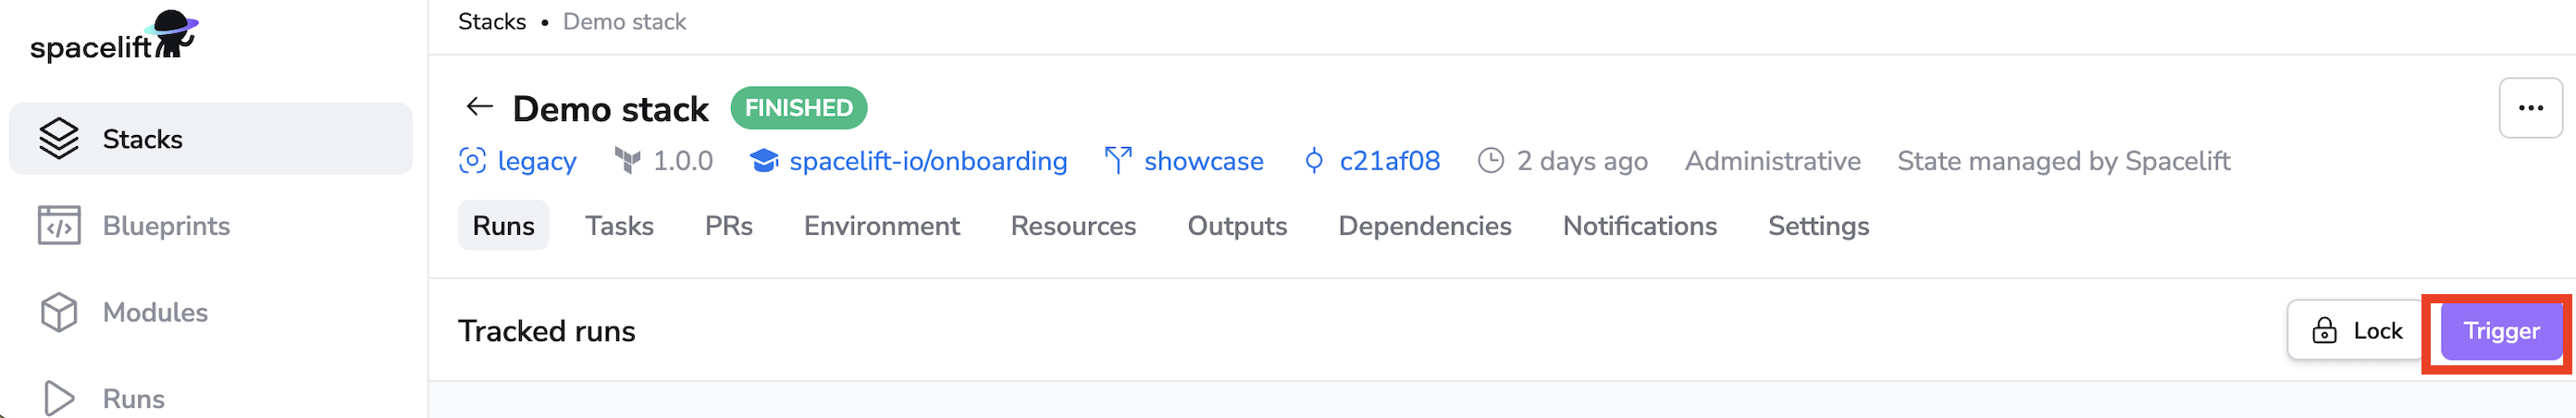 spacelift
Stacks
Blueprints
Modules
Runs
Stacks • Demo stack
Demo stack FINISHED
legacy 1.0.0 spacelift-io/onboarding showcase c21af08 2 days ago Administrative State managed by Spacelift
Runs Tasks PRs Environment Resources Outputs Dependencies Notifications Settings
Tracked runs Lock Trigger